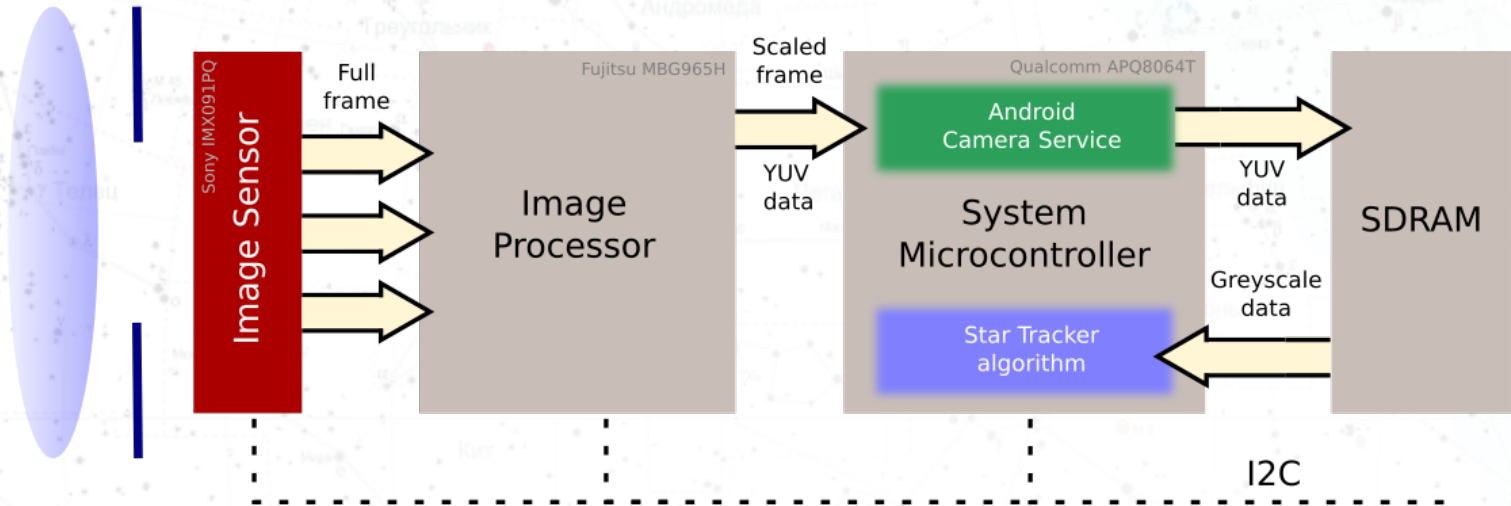 Андромеда
Треугольник
Sony IMX091PQ
Image Sensor
Full
frame
Fujitsu MBG965H
Image
Processor
Scaled
frame
YUV
data
Qualcomm APQ8064T
Android
Camera Service
System
Microcontroller
Star Tracker
algorithm
YUV
data
Greyscale
data
SDRAM
Телец
Кит
I2C